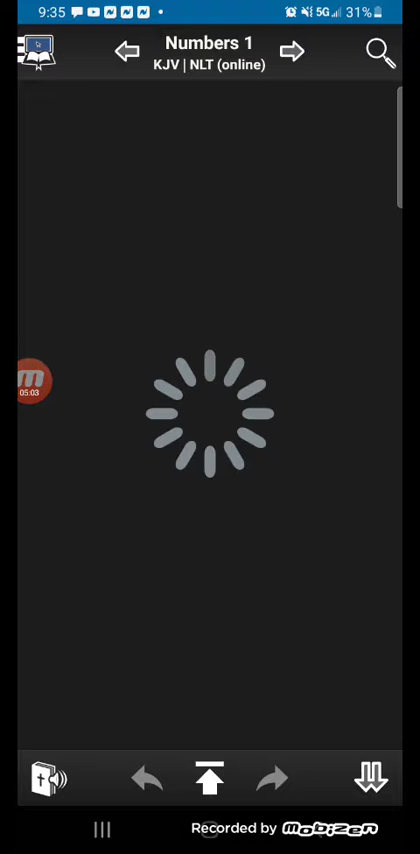 9:35 5G 31%
Numbers 1
KJV | NLT (online)
05:03
Recorded by mobizen